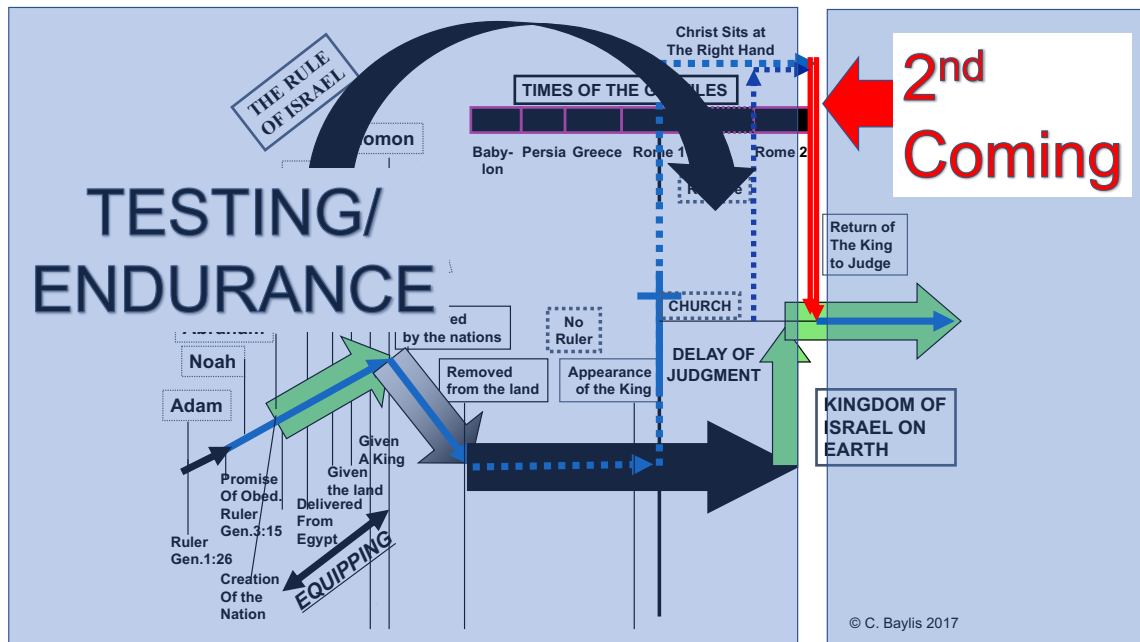 Christ Sits at
The Right Hand
THE RULE
OF ISRAEL
TIMES OF THE
2nd
Coming
Baby-
lon
Persia
Greece
Rome 1
Rome 2
TESTING/
ENDURANCE
Return of
The King
to Judge
CHURCH
No
Ruler
by the nations
Noah
Removed
from the land
Appearance
of the King
DELAY OF
JUDGMENT
Adam
KINGDOM OF
ISRAEL ON
EARTH
Given
A King
Given
the land
Promise
Of Obed.
Ruler
Gen.3:15
Delivered
From
Egypt
Ruler
Gen.1:26
Creation
Of the
Nation
EQUIPPING
© C. Baylis 2017